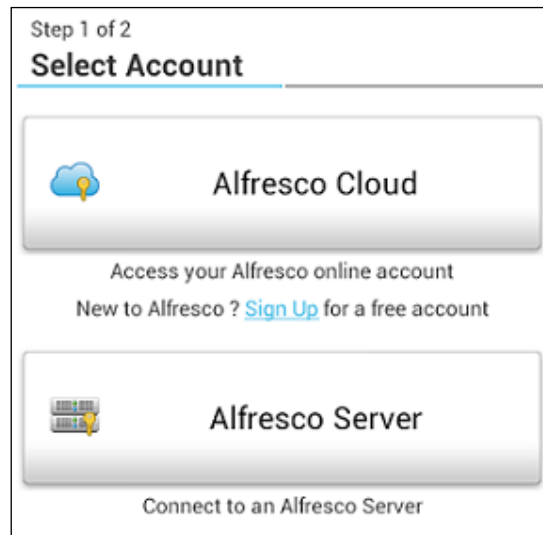 Step 1 of 2
Select Account
Alfresco Cloud
Access your Alfresco online account
New to Alfresco ? Sign Up for a free account
Alfresco Server
Connect to an Alfresco Server